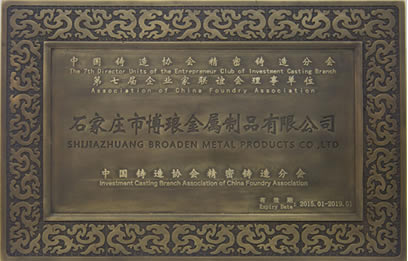 中国铸造协会精密铸造分会
The 7th Director Units of the Entrepreneur Club of Investment Casting Branch
第七届企业家联谊会理事单位
Association of China Foundry Association
石家庄市博琅金属制品有限公司
SHIJIAZHUANG BROADEN METAL PRODUCTS CO.,LTD
中国铸造协会精密铸造分会
Investment Casting Branch Association of China Foundry Association
有效期
Expiry Date: 2015.01-2019.01